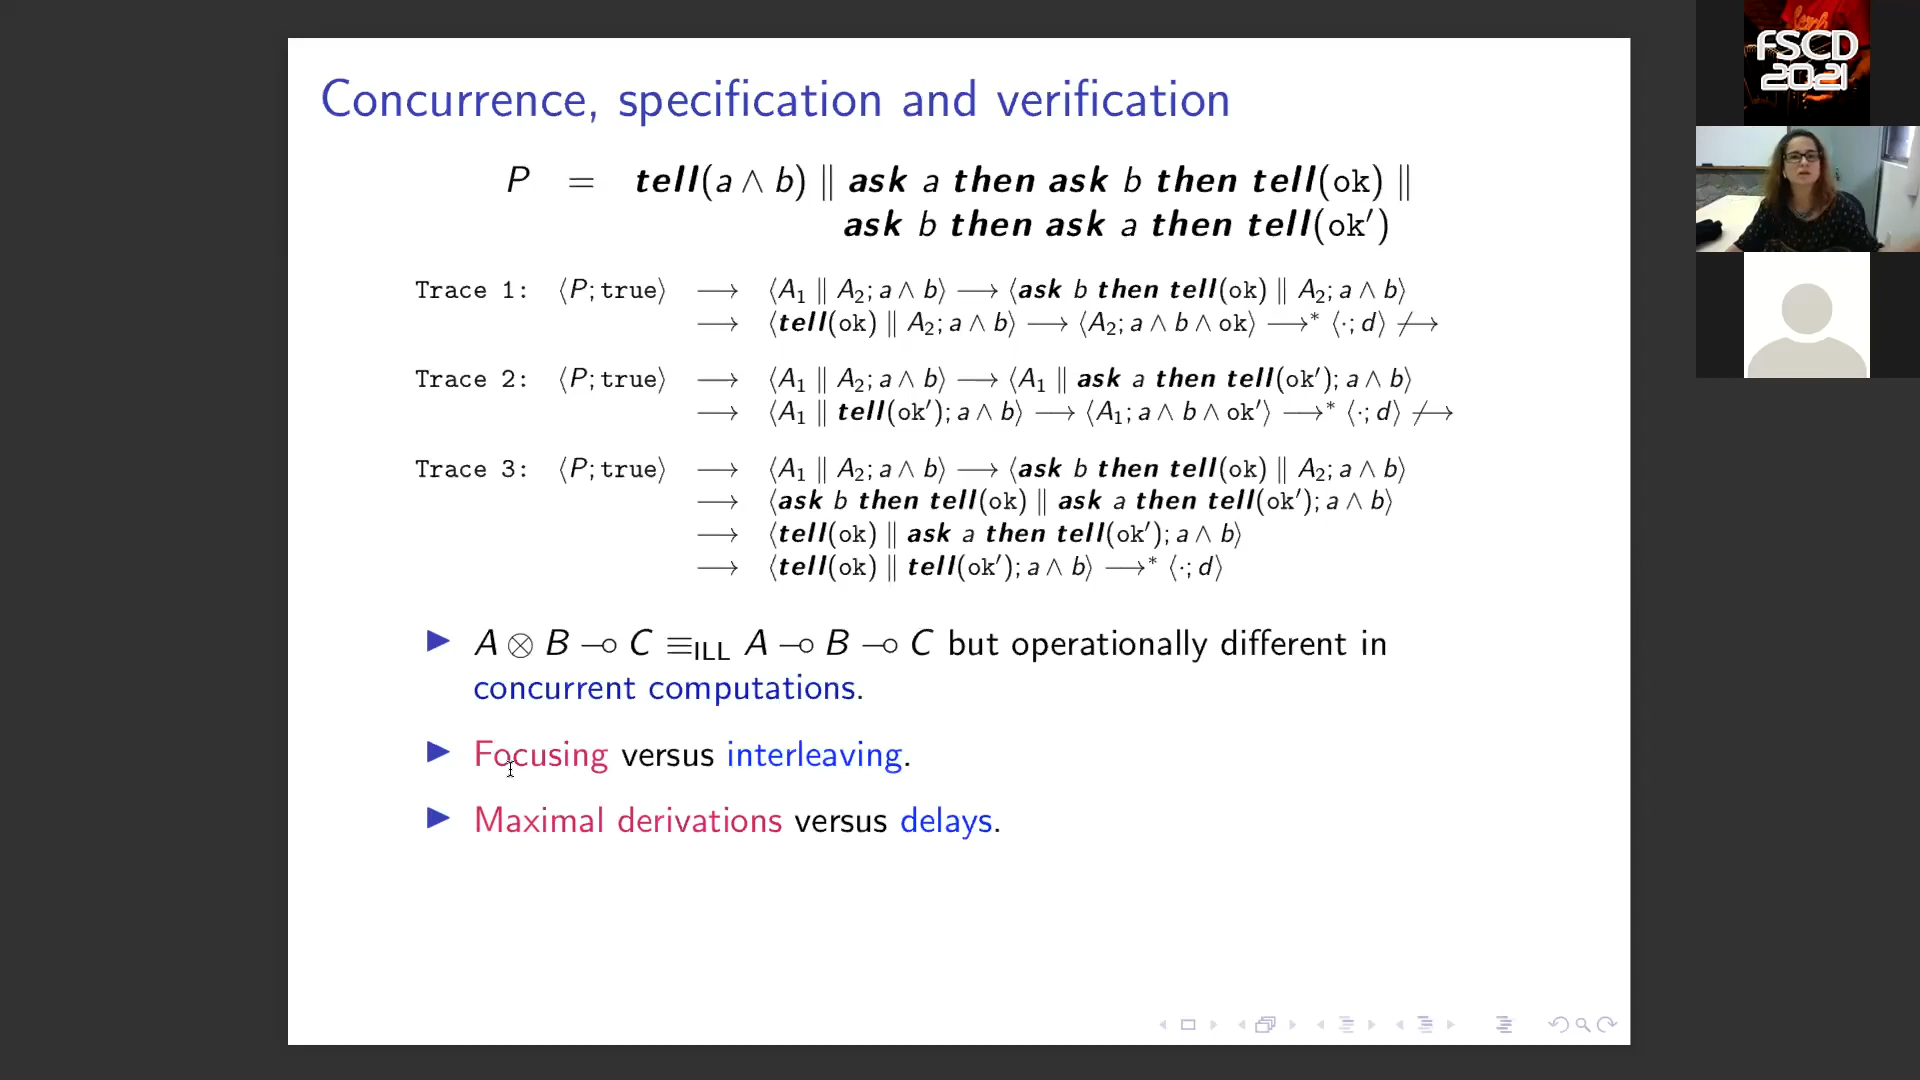 Concurrence, specification and verification
P = tell(a ∧ b) ∥ ask a then ask b then tell(ok) ∥
ask b then ask a then tell(ok′)
Trace 1: ⟨P; true⟩ ⟶ ⟨A₁ ∥ A₂; a ∧ b⟩ ⟶ ⟨ask b then tell(ok) ∥ A₂; a ∧ b⟩
⟶ ⟨tell(ok) ∥ A₂; a ∧ b⟩ ⟶ ⟨A₂; a ∧ b ∧ ok⟩ ⟶* ⟨·; d⟩ ↛
Trace 2: ⟨P; true⟩ ⟶ ⟨A₁ ∥ A₂; a ∧ b⟩ ⟶ ⟨A₁ ∥ ask a then tell(ok′); a ∧ b⟩
⟶ ⟨A₁ ∥ tell(ok′); a ∧ b⟩ ⟶ ⟨A₁; a ∧ b ∧ ok′⟩ ⟶* ⟨·; d⟩ ↛
Trace 3: ⟨P; true⟩ ⟶ ⟨A₁ ∥ A₂; a ∧ b⟩ ⟶ ⟨ask b then tell(ok) ∥ A₂; a ∧ b⟩
⟶ ⟨ask b then tell(ok) ∥ ask a then tell(ok′); a ∧ b⟩
⟶ ⟨tell(ok) ∥ ask a then tell(ok′); a ∧ b⟩
⟶ ⟨tell(ok) ∥ tell(ok′); a ∧ b⟩ ⟶* ⟨·; d⟩
▶ A ⊗ B ⊸ C ≡ILL A ⊸ B ⊸ C but operationally different in
concurrent computations.
▶ Focusing versus interleaving.
▶ Maximal derivations versus delays.
FSCD
2021